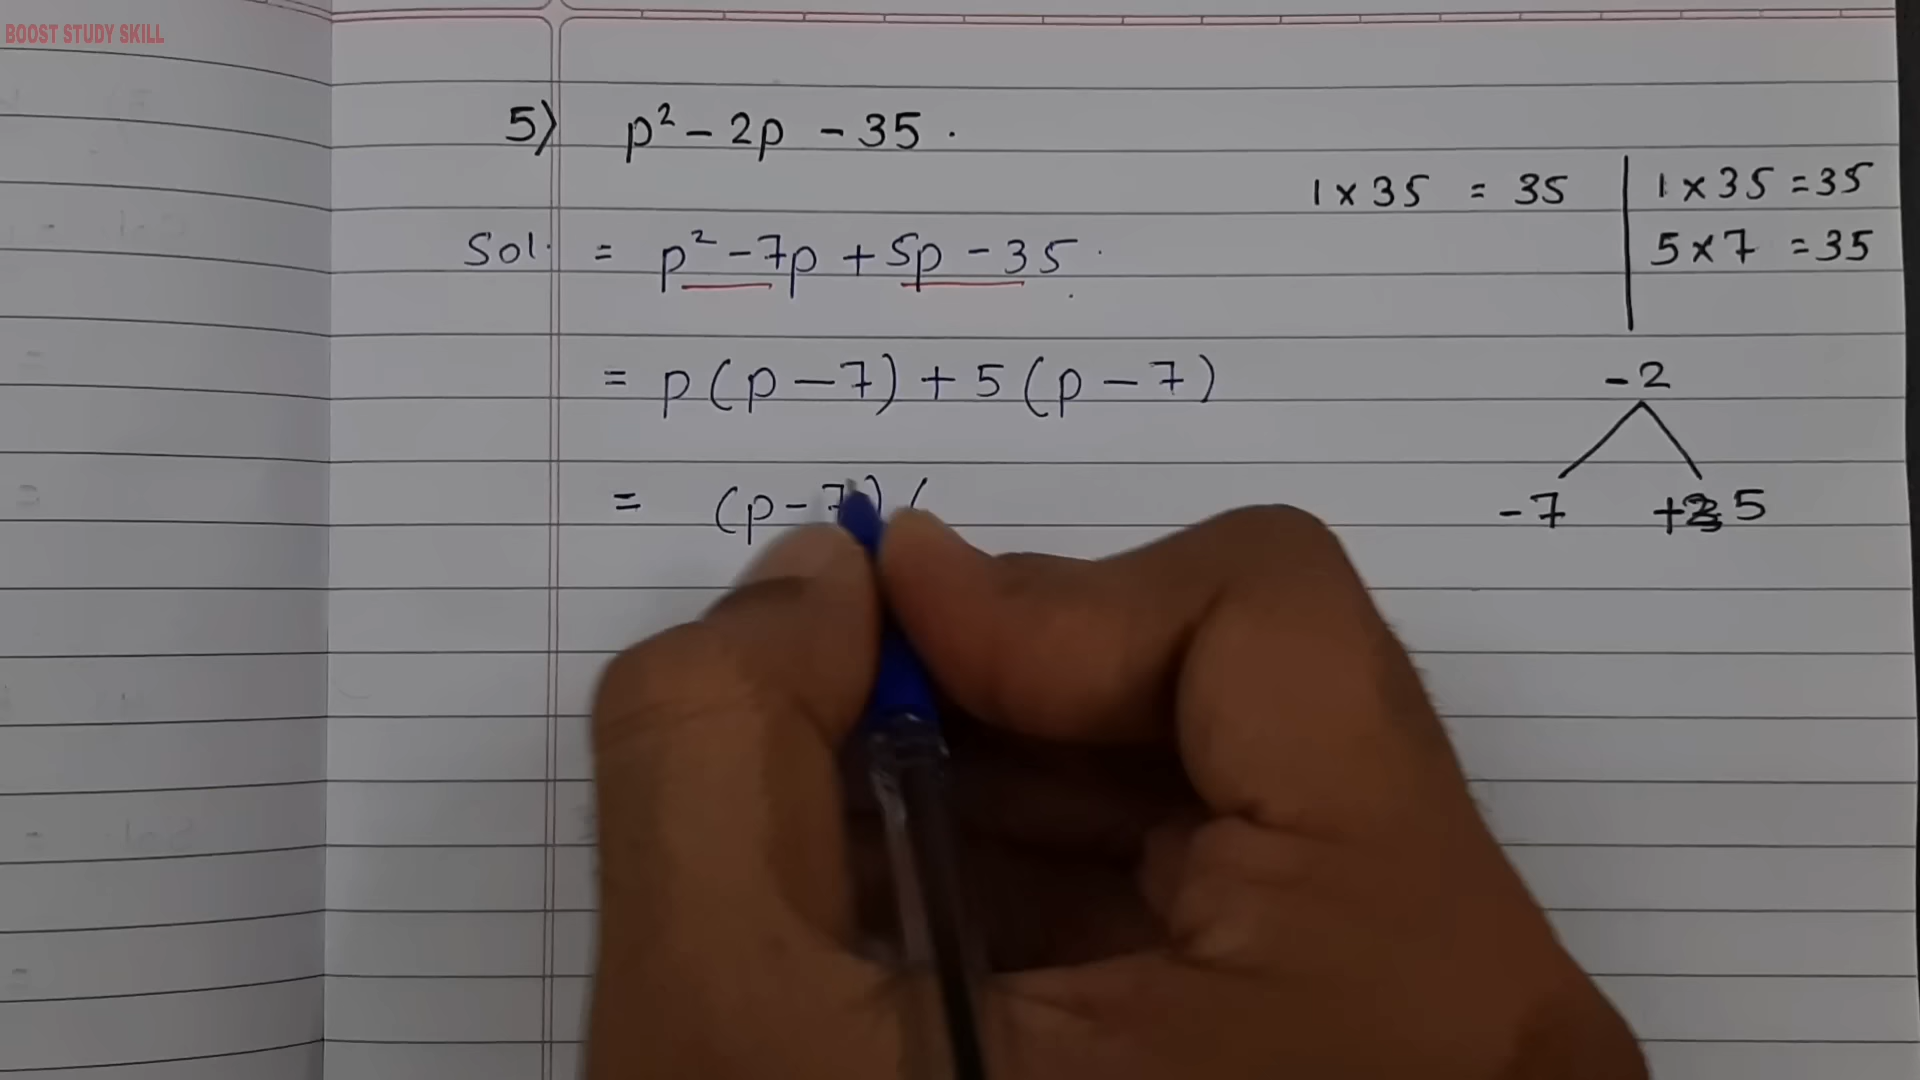 BOOST STUDY SKILL
5) p² - 2p - 35 .
1 x 35 = 35 | 1 x 35 = 35
Sol. = p² - 7p + 5p - 35 .
5 x 7 = 35
= p (p - 7) + 5 (p - 7)
-2
= (p - 7) (
-7 + 5